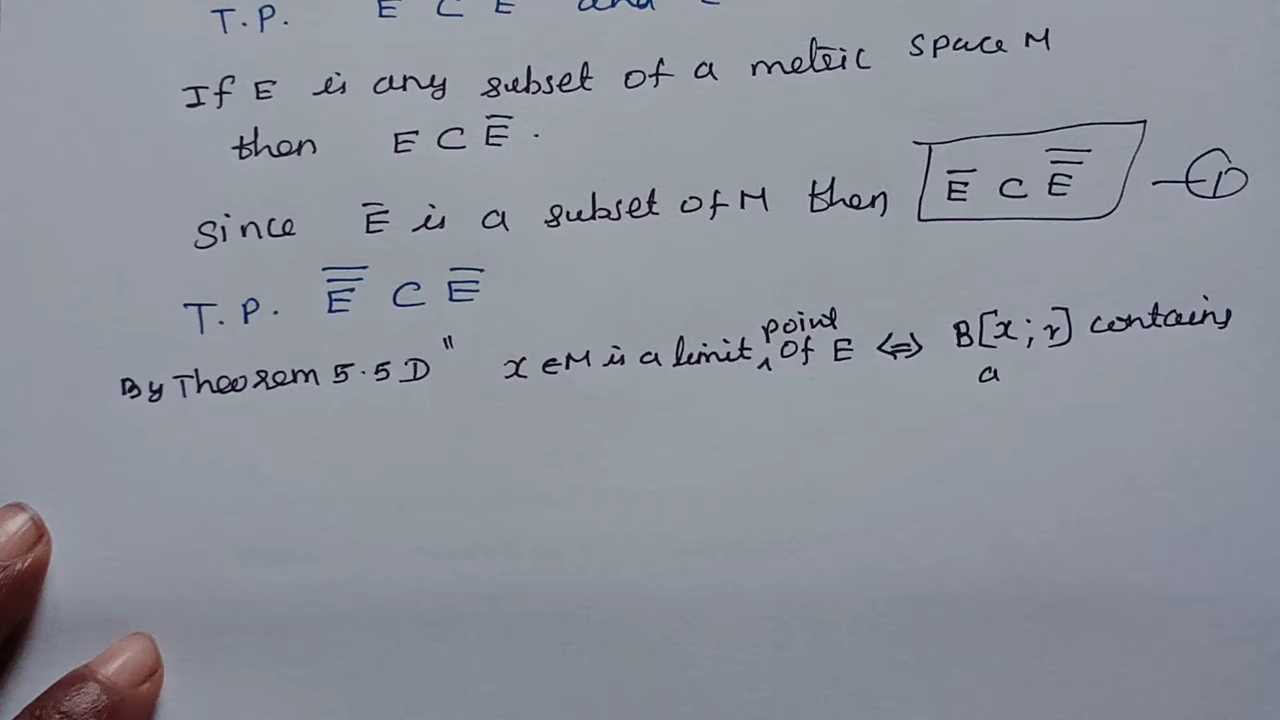 T.P. E C E and
If E is any subset of a metric space M
then E C E̅ .
Since E̅ is a subset of M then E̅ C E̿ — ①
T.P. E̿ C E̅
By Theorem 5.5 D " x ∈ M is a limit point of E ⇔ B[x ; r] contains
a